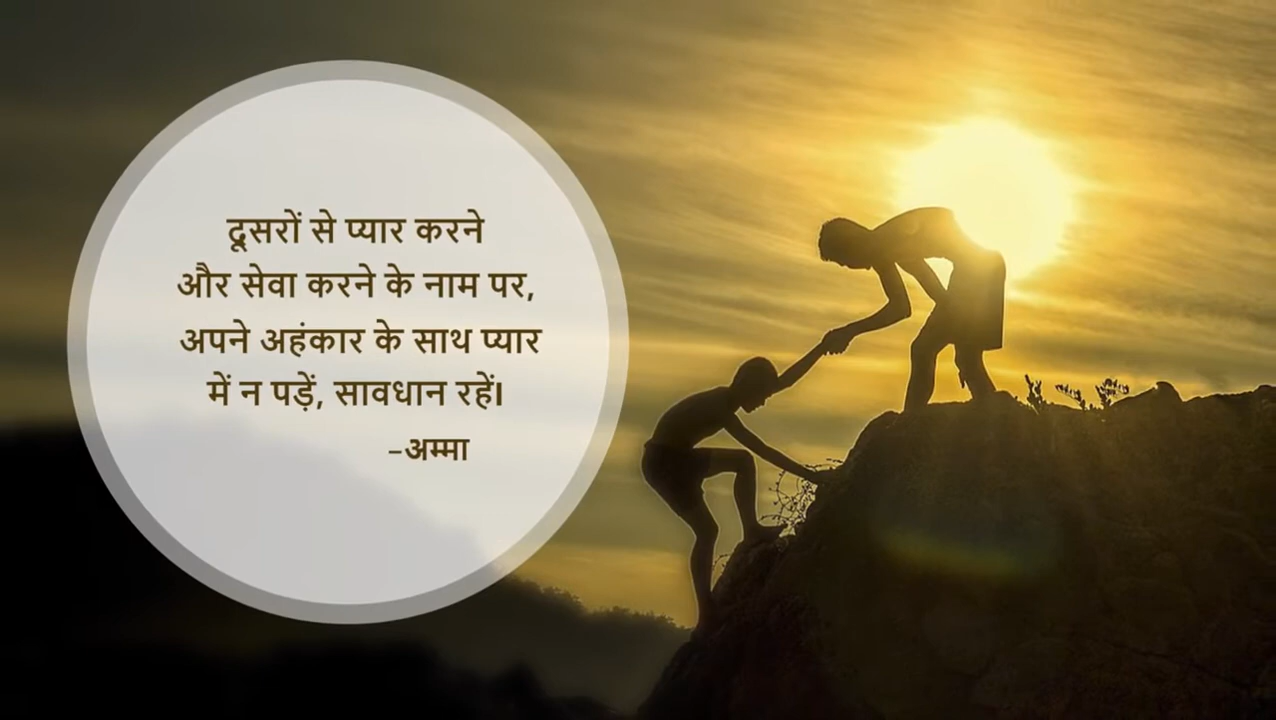 दूसरों से प्यार करने
और सेवा करने के नाम पर,
अपने अहंकार के साथ प्यार
में न पड़ें, सावधान रहें।
-अम्मा